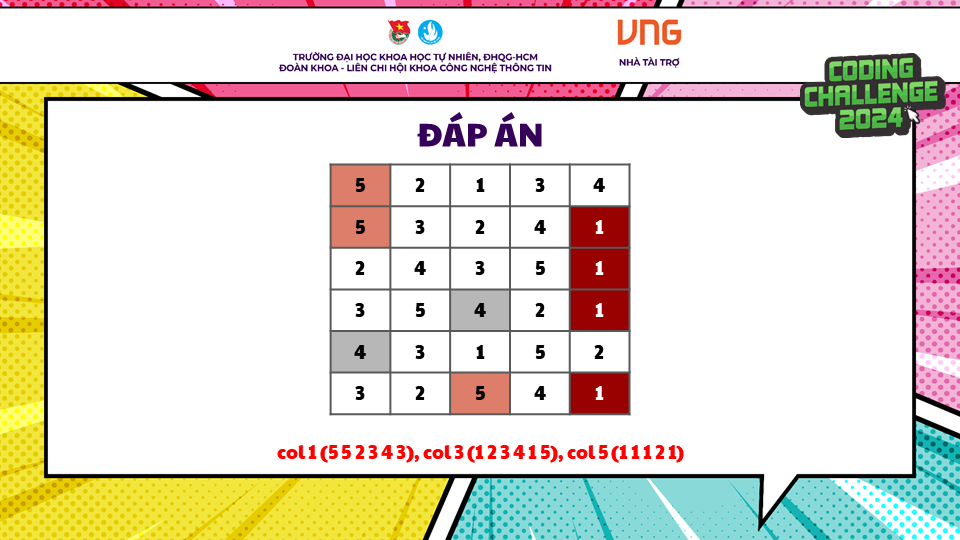 TRƯỜNG ĐẠI HỌC KHOA HỌC TỰ NHIÊN, ĐHQG-HCM
ĐOÀN KHOA - LIÊN CHI HỘI KHOA CÔNG NGHỆ THÔNG TIN
VNG
NHÀ TÀI TRỢ
CODING
CHALLENGE
2024
ĐÁP ÁN
5 2 1 3 4
5 3 2 4 1
2 4 3 5 1
3 5 4 2 1
4 3 1 5 2
3 2 5 4 1
col 1 (5 5 2 3 4 3), col 3 (1 2 3 4 1 5), col 5 (1 1 1 2 1)